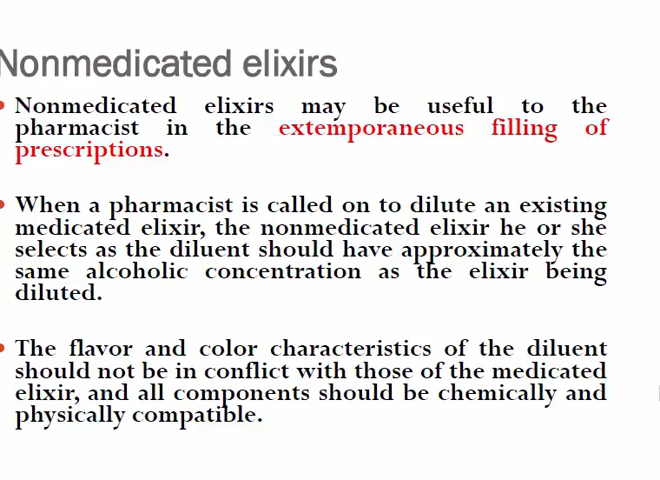 Nonmedicated elixirs
• Nonmedicated elixirs may be useful to the
pharmacist in the extemporaneous filling of
prescriptions.
• When a pharmacist is called on to dilute an existing
medicated elixir, the nonmedicated elixir he or she
selects as the diluent should have approximately the
same alcoholic concentration as the elixir being
diluted.
• The flavor and color characteristics of the diluent
should not be in conflict with those of the medicated
elixir, and all components should be chemically and
physically compatible.